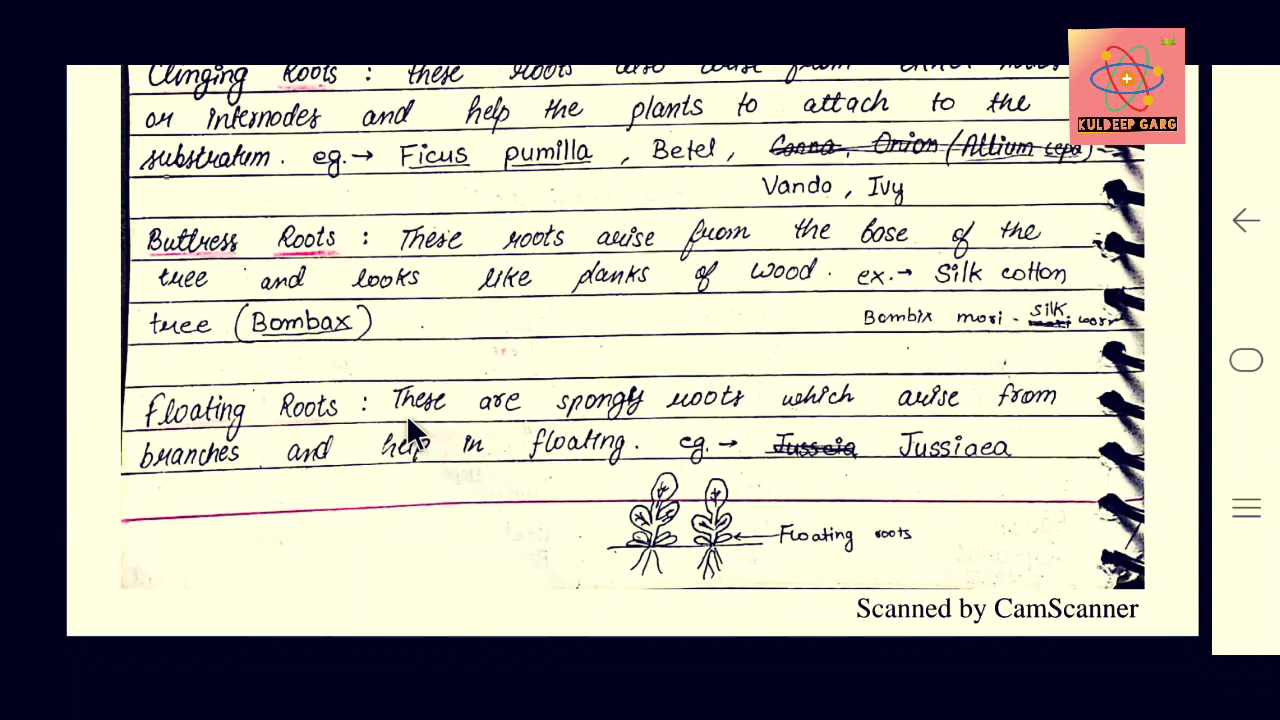 Clinging Roots : These roots also arise from either nodes
KULDEEP GARG
or internodes and help the plants to attach to the
substratum. eg.→ Ficus pumilla , Betel , Canna, Onion (Allium cepa)
Vanda , Ivy
Buttress Roots : These roots arise from the base of the
tree and looks like planks of wood. ex.→ Silk cotton
tree (Bombax)
Bombix mori - silk mori worm
Floating Roots : These are spongy roots which arise from
branches and help in floating. eg.→ Jusseia Jussiaea
Floating roots
Scanned by CamScanner